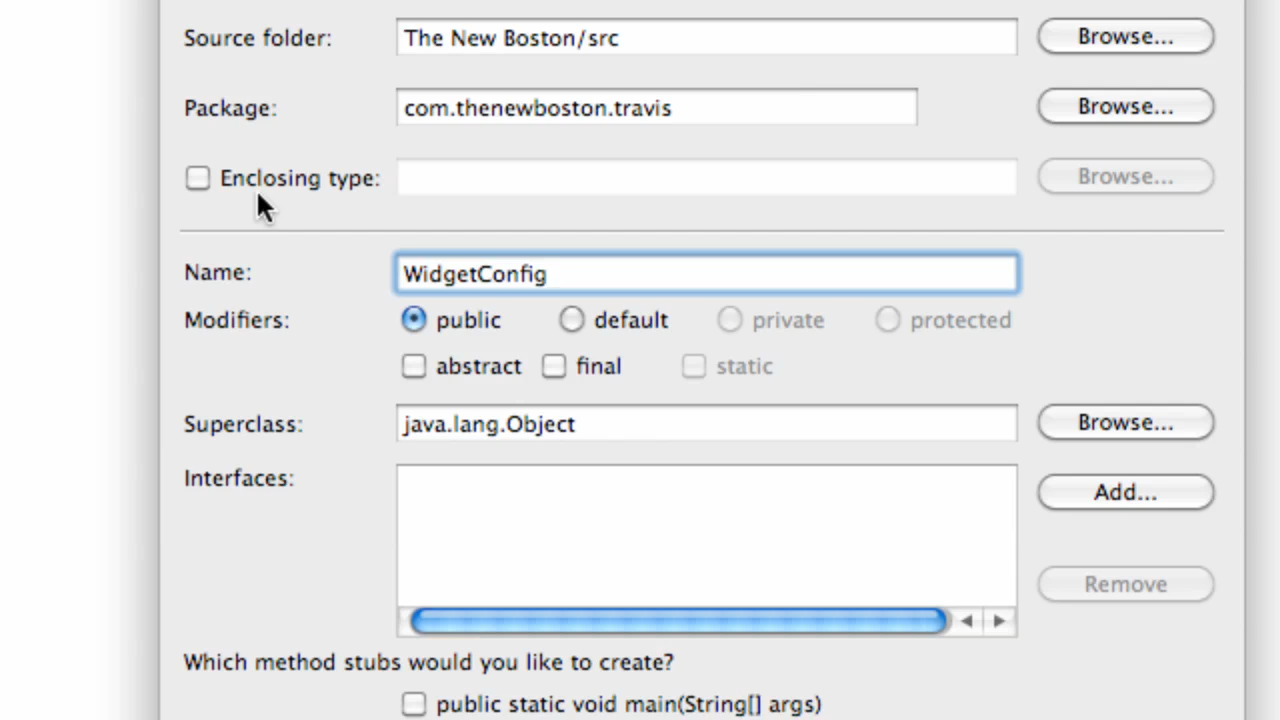 Source folder: The New Boston/src Browse...
Package: com.thenewboston.travis Browse...
Enclosing type: Browse...
Name: WidgetConfig
Modifiers: public default private protected
abstract final static
Superclass: java.lang.Object Browse...
Interfaces: Add...
Remove
Which method stubs would you like to create?
public static void main(String[] args)